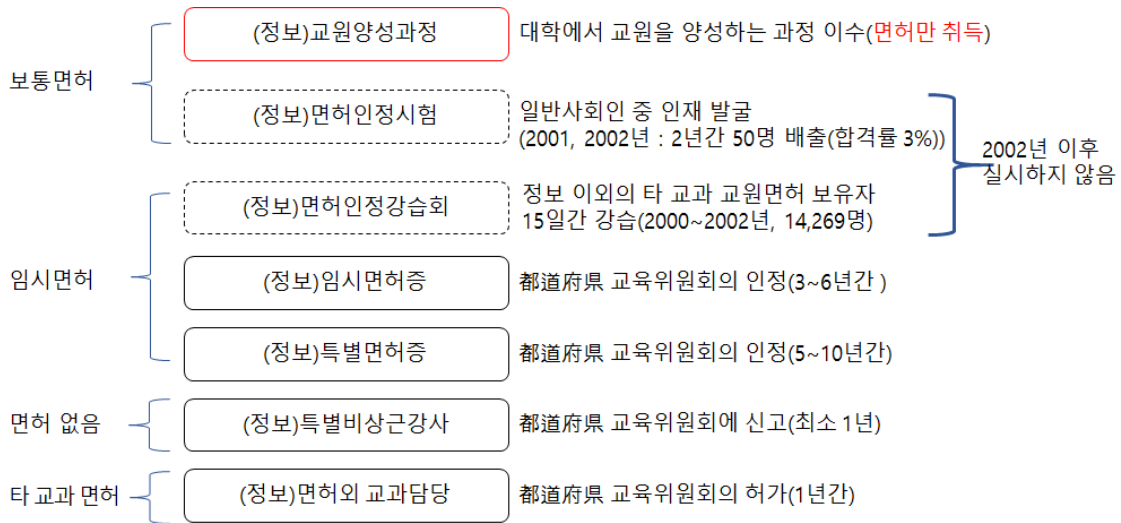 (정보)교원양성과정
대학에서 교원을 양성하는 과정 이수(면허만 취득)
보통면허
(정보)면허인정시험
일반사회인 중 인재 발굴
(2001, 2002년 : 2년간 50명 배출(합격률 3%))
2002년 이후
실시하지 않음
(정보)면허인정강습회
정보 이외의 타 교과 교원면허 보유자
15일간 강습(2000~2002년, 14,269명)
임시면허
(정보)임시면허증
都道府県 교육위원회의 인정(3~6년간 )
(정보)특별면허증
都道府県 교육위원회의 인정(5~10년간)
면허 없음
(정보)특별비상근강사
都道府県 교육위원회에 신고(최소 1년)
타 교과 면허
(정보)면허외 교과담당
都道府県 교육위원회의 허가(1년간)